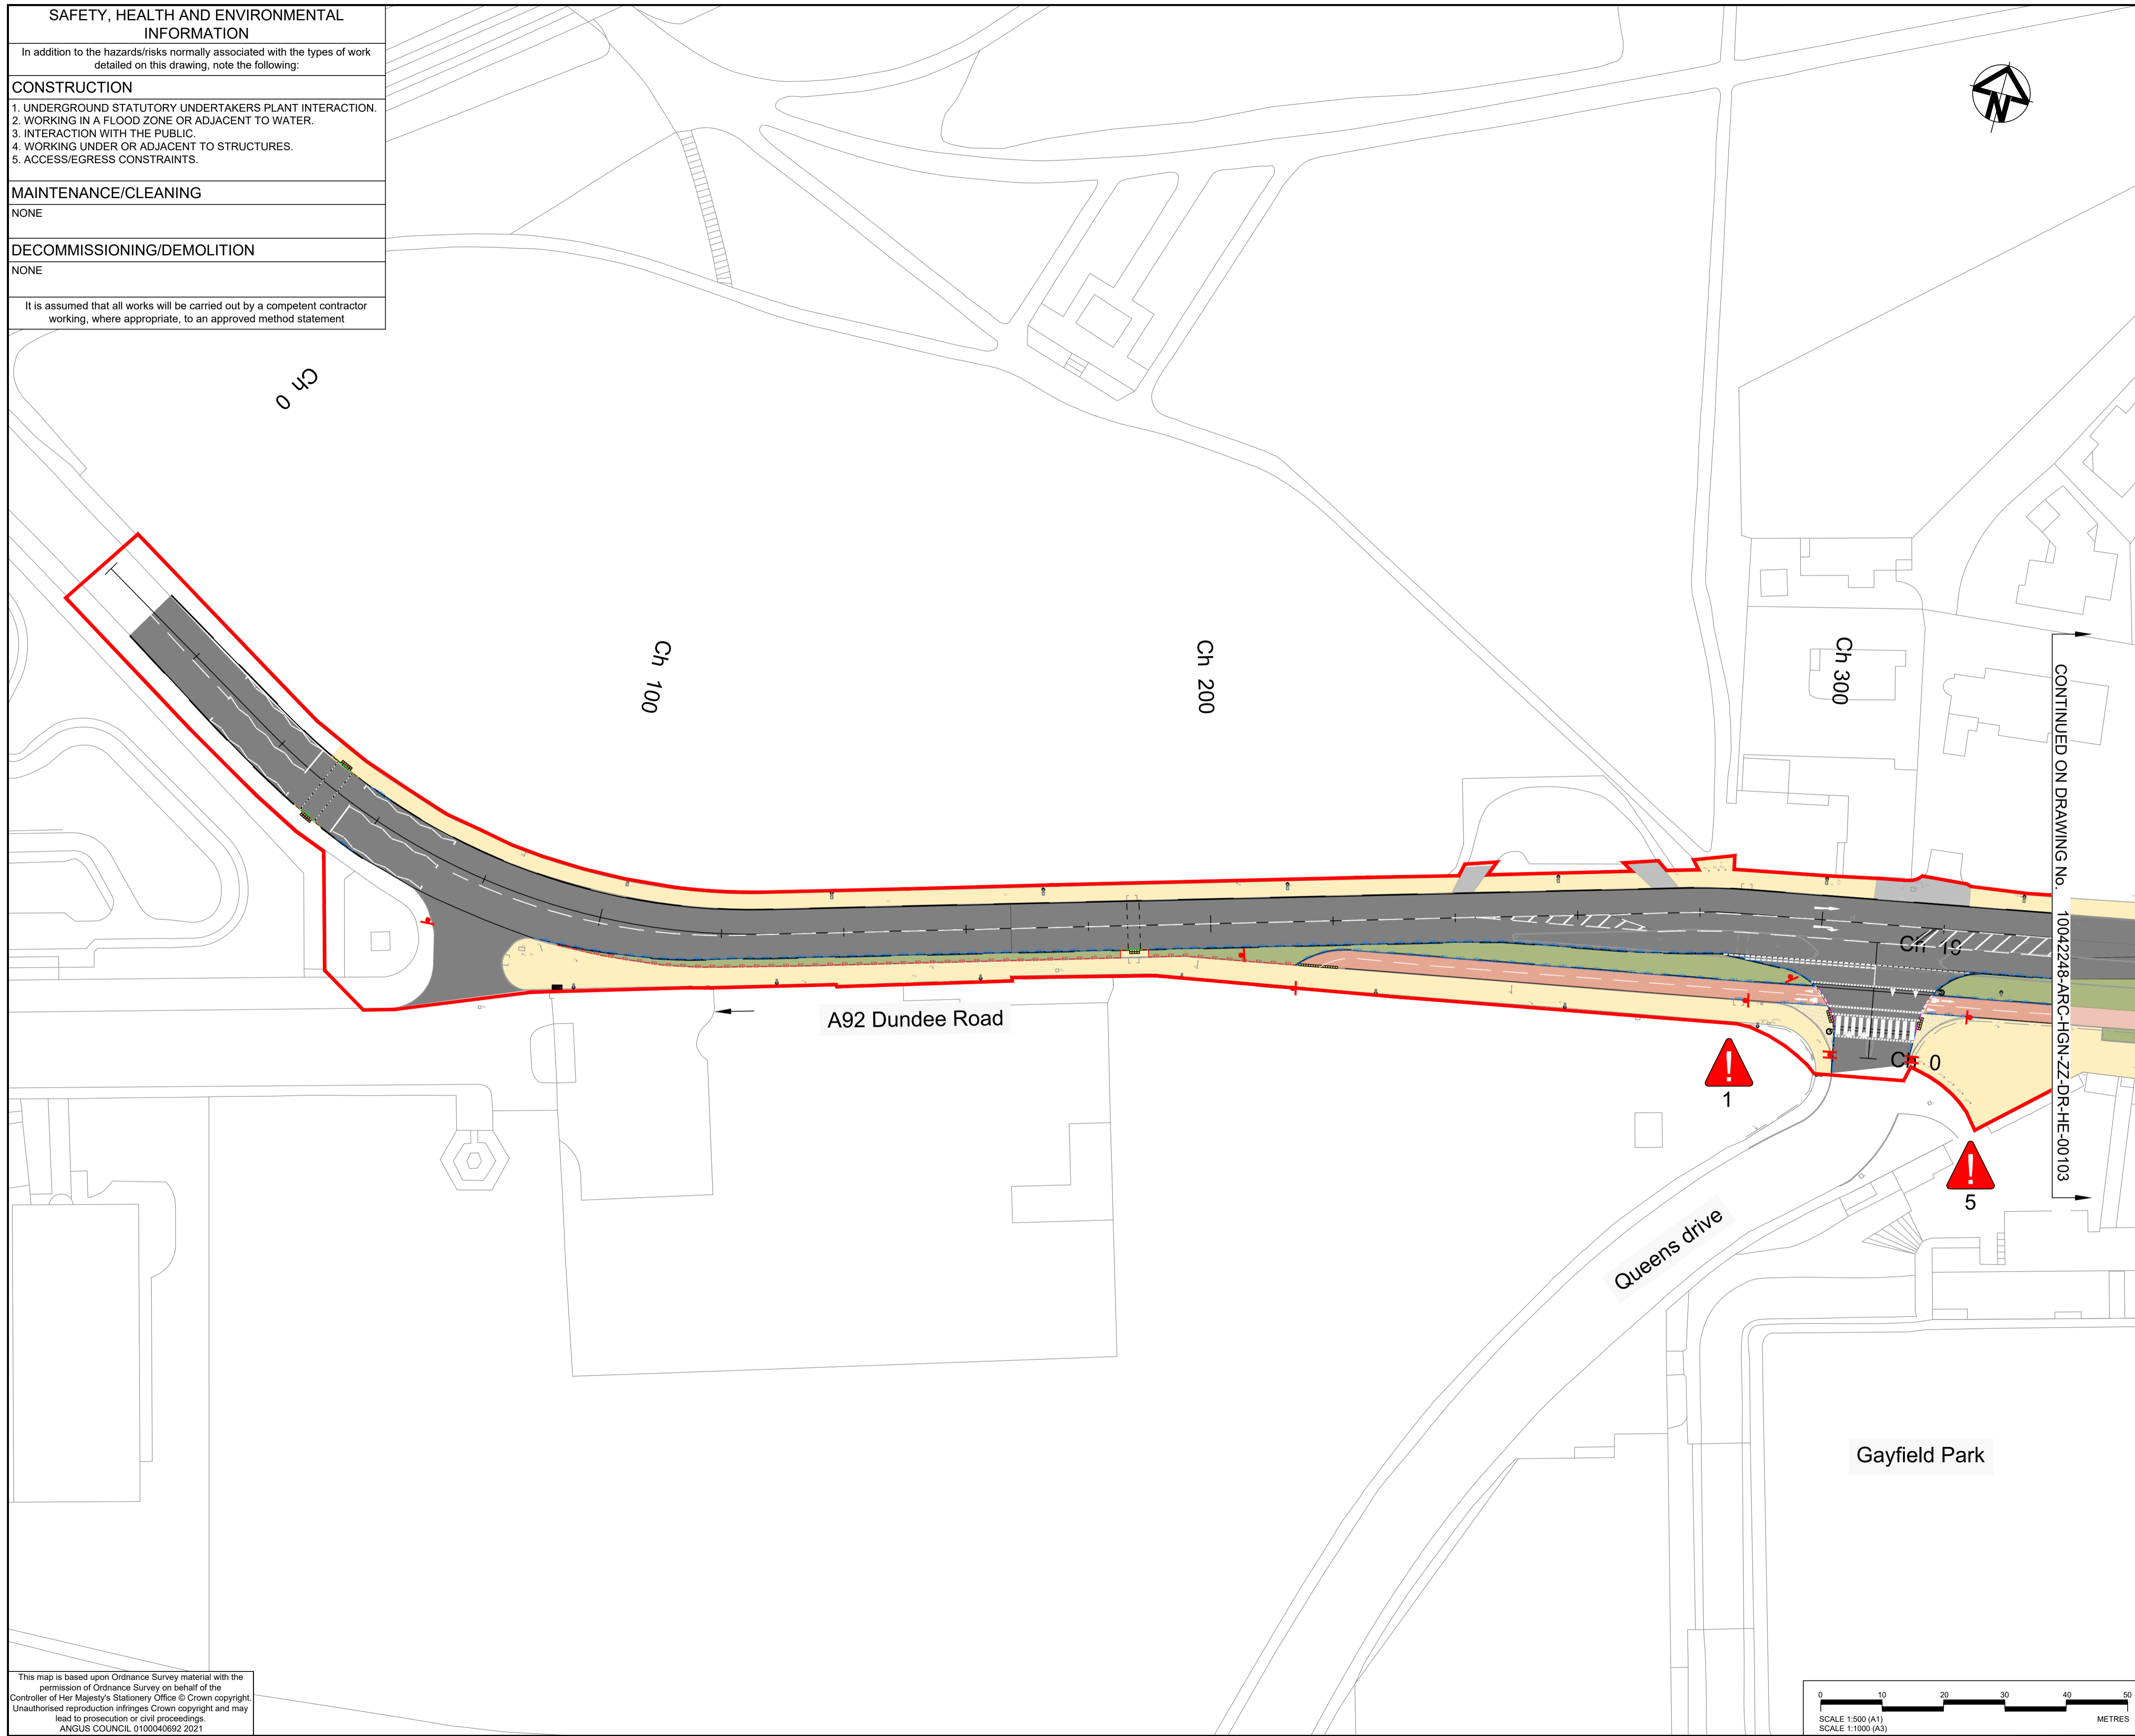 SAFETY, HEALTH AND ENVIRONMENTAL
INFORMATION
In addition to the hazards/risks normally associated with the types of work
detailed on this drawing, note the following:
CONSTRUCTION
1. UNDERGROUND STATUTORY UNDERTAKERS PLANT INTERACTION.
2. WORKING IN A FLOOD ZONE OR ADJACENT TO WATER.
3. INTERACTION WITH THE PUBLIC.
4. WORKING UNDER OR ADJACENT TO STRUCTURES.
5. ACCESS/EGRESS CONSTRAINTS.
MAINTENANCE/CLEANING
NONE
DECOMMISSIONING/DEMOLITION
NONE
It is assumed that all works will be carried out by a competent contractor
working, where appropriate, to an approved method statement
N
Ch 0
Ch 100
Ch 200
Ch 300
CONTINUED ON DRAWING No. 10042248-ARC-HGN-ZZ-DR-HE-00103
Ch 19
A92 Dundee Road
Ch 0
!
1
!
5
Queens drive
Gayfield Park
This map is based upon Ordnance Survey material with the
permission of Ordnance Survey on behalf of the
Controller of Her Majesty's Stationery Office © Crown copyright.
Unauthorised reproduction infringes Crown copyright and may
lead to prosecution or civil proceedings.
ANGUS COUNCIL 0100040692 2021
0 10 20 30 40 50
SCALE 1:500 (A1) METRES
SCALE 1:1000 (A3)